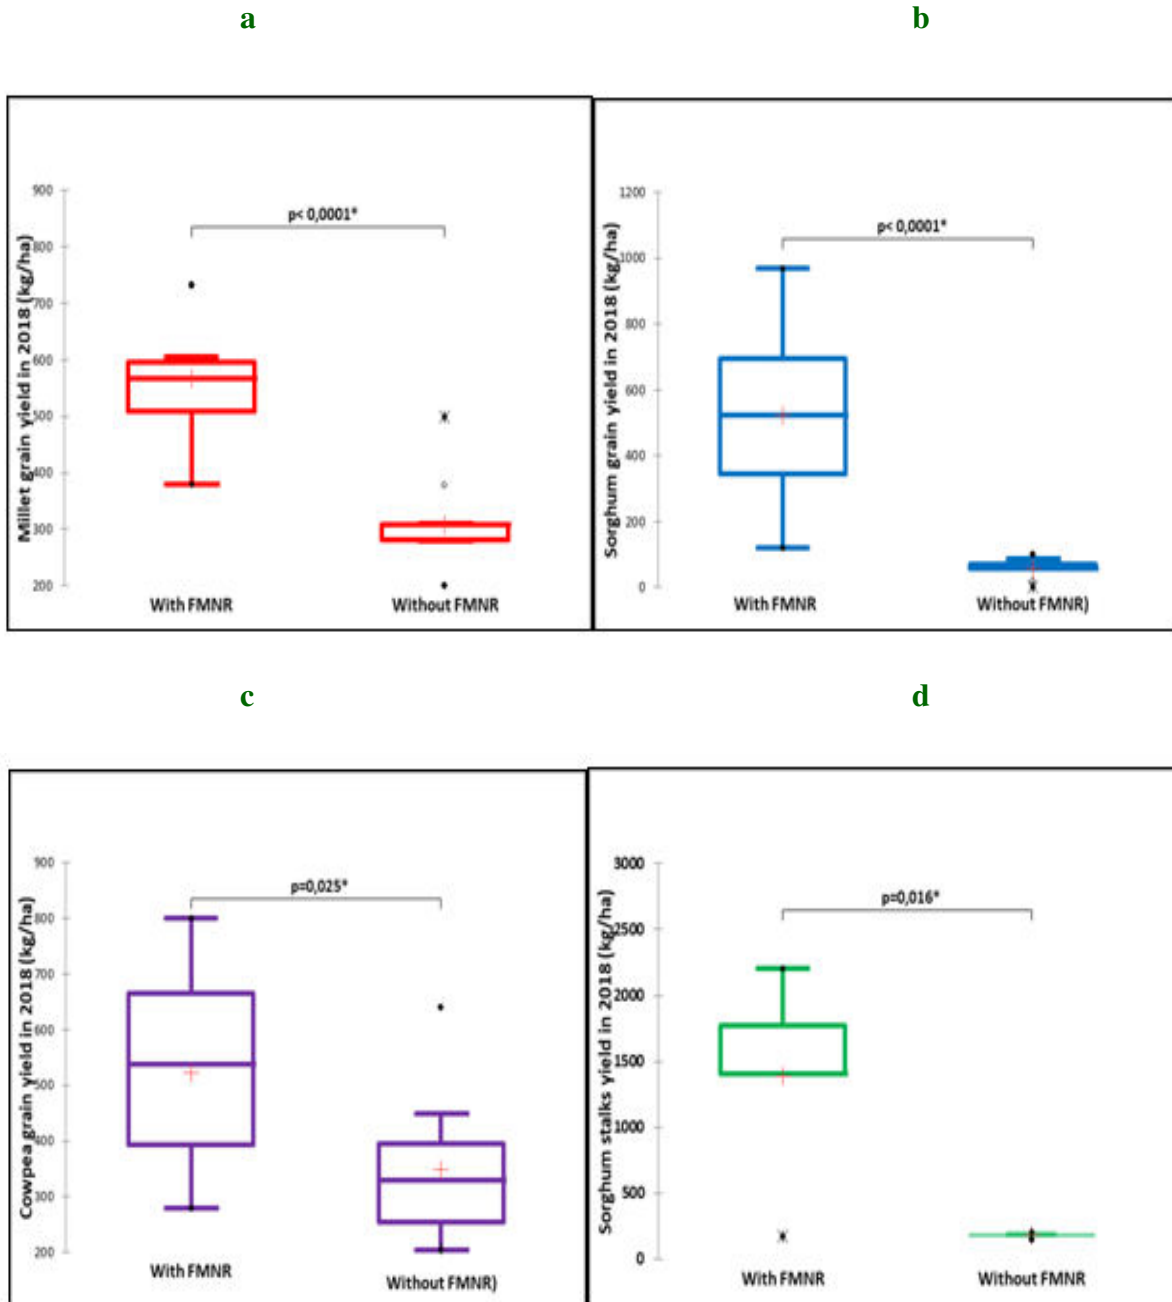 a
b
Millet grain yield in 2018 (kg/ha)
900
800
700
600
500
400
300
200
p< 0,0001*
With FMNR
Without FMNR
Sorghum grain yield in 2018 (kg/ha)
1200
1000
800
600
400
200
0
p< 0,0001*
With FMNR
Without FMNR)
c
d
Cowpea grain yield in 2018 (kg/ha)
900
800
700
600
500
400
300
200
p=0,025*
With FMNR
Without FMNR)
Sorghum stalks yield in 2018 (kg/ha)
3000
2500
2000
1500
1000
500
0
p=0,016*
With FMNR
Without FMNR